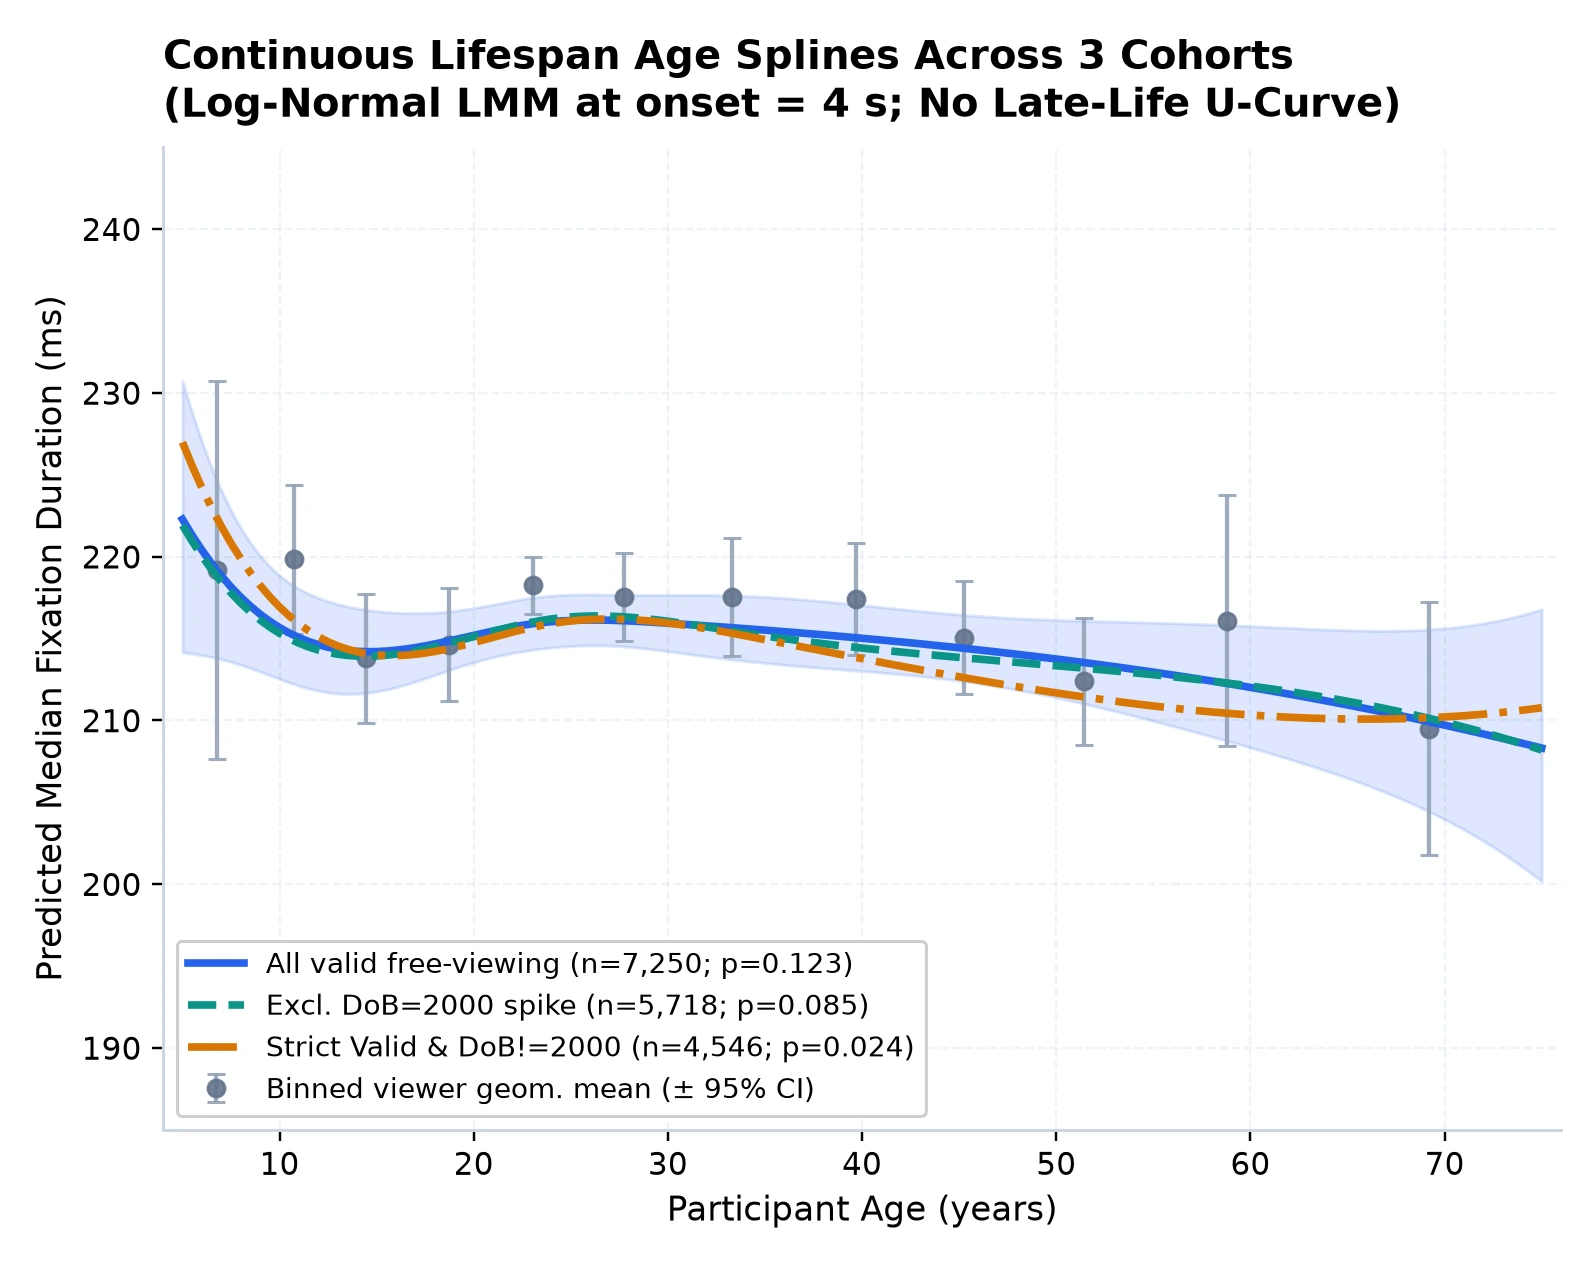 Continuous Lifespan Age Splines Across 3 Cohorts
(Log-Normal LMM at onset = 4 s; No Late-Life U-Curve)
Predicted Median Fixation Duration (ms)
240
230
220
210
200
190
All valid free-viewing (n=7,250; p=0.123)
Excl. DoB=2000 spike (n=5,718; p=0.085)
Strict Valid & DoB!=2000 (n=4,546; p=0.024)
Binned viewer geom. mean (± 95% CI)
10 20 30 40 50 60 70
Participant Age (years)